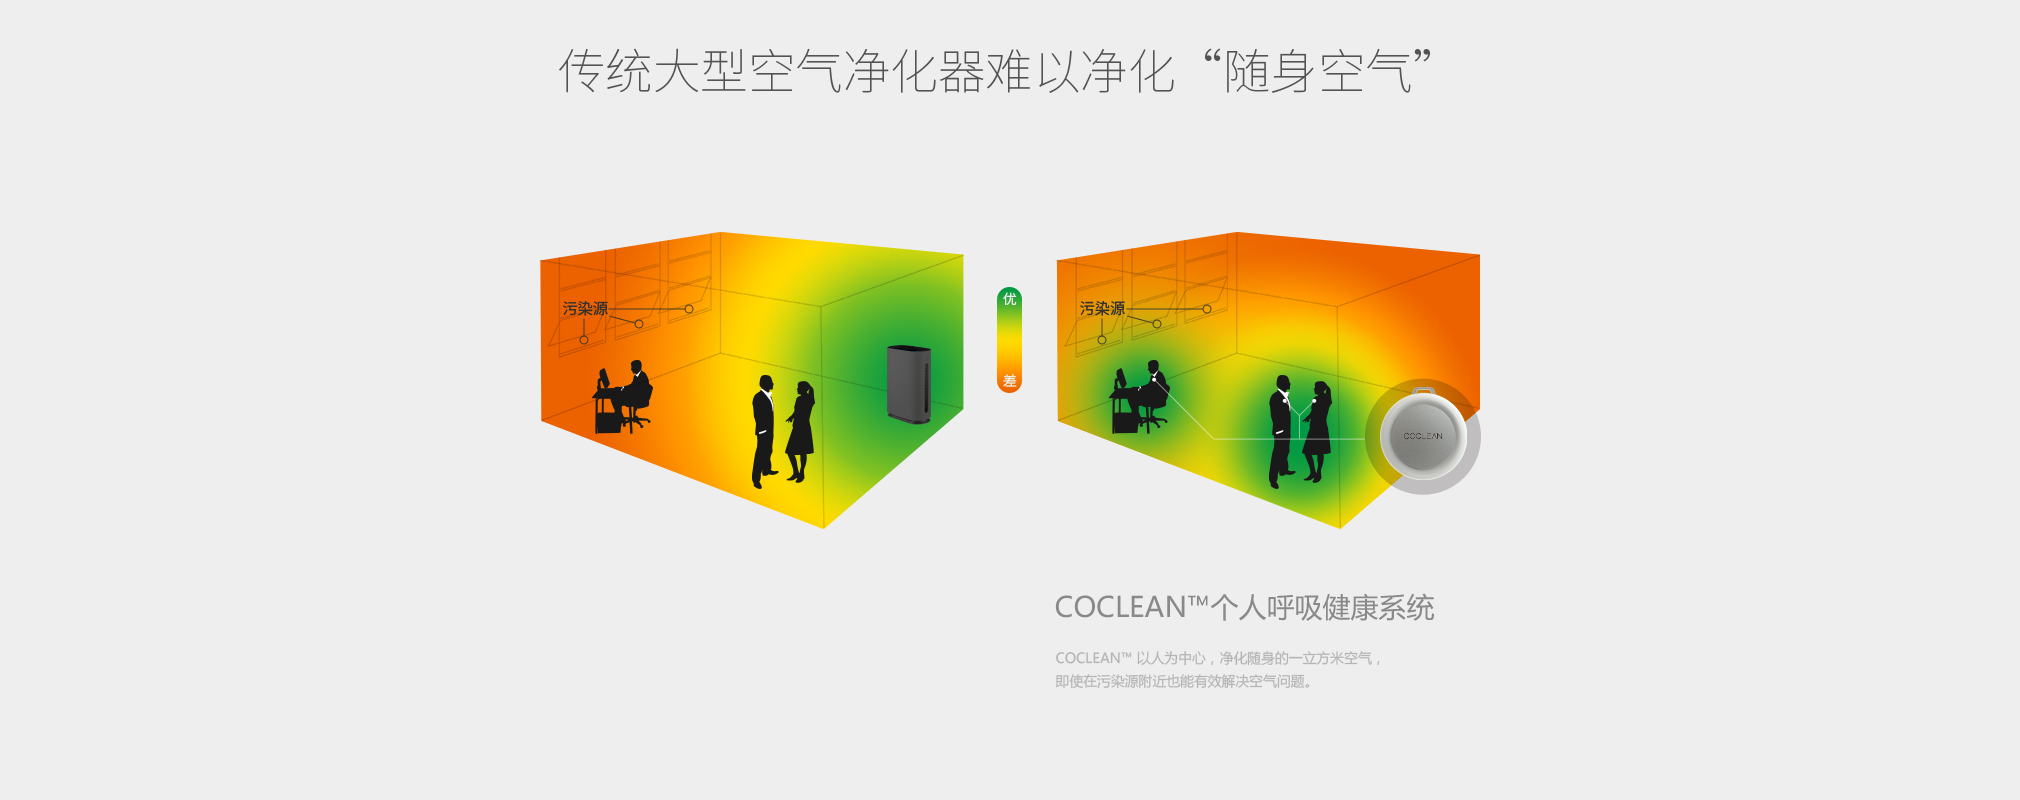 传统大型空气净化器难以净化“随身空气”
污染源
优
差
污染源
COCLEAN
COCLEAN™个人呼吸健康系统
COCLEAN™ 以人为中心，净化随身的一立方米空气，
即使在污染源附近也能有效解决空气问题。